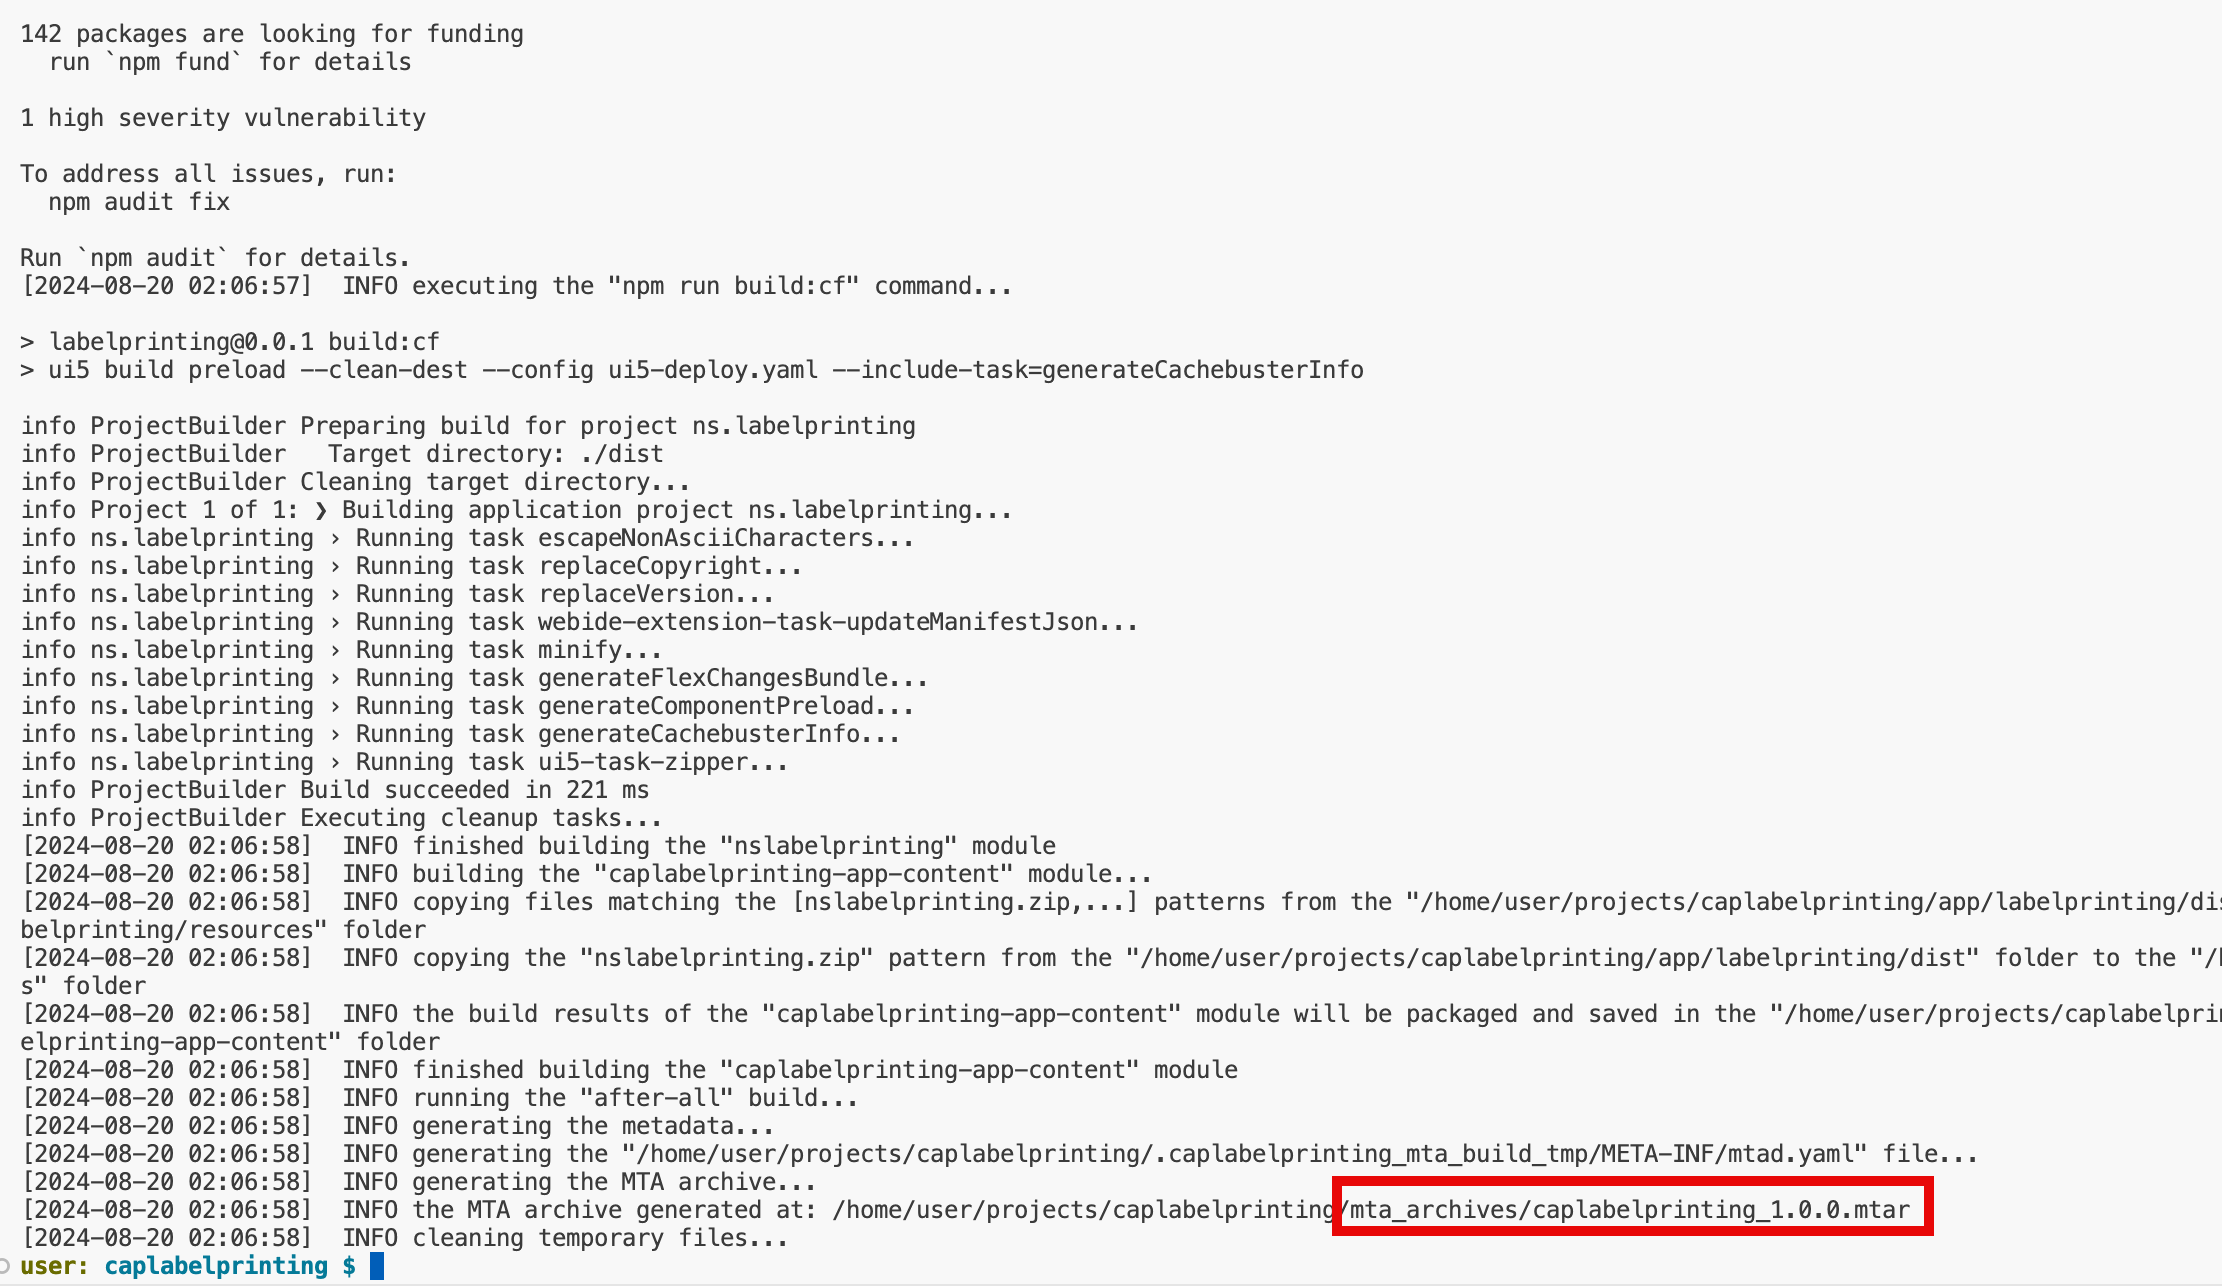 142 packages are looking for funding
  run `npm fund` for details

1 high severity vulnerability

To address all issues, run:
  npm audit fix

Run `npm audit` for details.
[2024-08-20 02:06:57]  INFO executing the "npm run build:cf" command...

> labelprinting@0.0.1 build:cf
> ui5 build preload --clean-dest --config ui5-deploy.yaml --include-task=generateCachebusterInfo

info ProjectBuilder Preparing build for project ns.labelprinting
info ProjectBuilder   Target directory: ./dist
info ProjectBuilder Cleaning target directory...
info Project 1 of 1: ❯ Building application project ns.labelprinting...
info ns.labelprinting › Running task escapeNonAsciiCharacters...
info ns.labelprinting › Running task replaceCopyright...
info ns.labelprinting › Running task replaceVersion...
info ns.labelprinting › Running task webide-extension-task-updateManifestJson...
info ns.labelprinting › Running task minify...
info ns.labelprinting › Running task generateFlexChangesBundle...
info ns.labelprinting › Running task generateComponentPreload...
info ns.labelprinting › Running task generateCachebusterInfo...
info ns.labelprinting › Running task ui5-task-zipper...
info ProjectBuilder Build succeeded in 221 ms
info ProjectBuilder Executing cleanup tasks...
[2024-08-20 02:06:58]  INFO finished building the "nslabelprinting" module
[2024-08-20 02:06:58]  INFO building the "caplabelprinting-app-content" module...
[2024-08-20 02:06:58]  INFO copying files matching the [nslabelprinting.zip,...] patterns from the "/home/user/projects/caplabelprinting/app/labelprinting/dis
belprinting/resources" folder
[2024-08-20 02:06:58]  INFO copying the "nslabelprinting.zip" pattern from the "/home/user/projects/caplabelprinting/app/labelprinting/dist" folder to the "/h
s" folder
[2024-08-20 02:06:58]  INFO the build results of the "caplabelprinting-app-content" module will be packaged and saved in the "/home/user/projects/caplabelprin
elprinting-app-content" folder
[2024-08-20 02:06:58]  INFO finished building the "caplabelprinting-app-content" module
[2024-08-20 02:06:58]  INFO running the "after-all" build...
[2024-08-20 02:06:58]  INFO generating the metadata...
[2024-08-20 02:06:58]  INFO generating the "/home/user/projects/caplabelprinting/.caplabelprinting_mta_build_tmp/META-INF/mtad.yaml" file...
[2024-08-20 02:06:58]  INFO generating the MTA archive...
[2024-08-20 02:06:58]  INFO the MTA archive generated at: /home/user/projects/caplabelprinting/mta_archives/caplabelprinting_1.0.0.mtar
[2024-08-20 02:06:58]  INFO cleaning temporary files...
user: caplabelprinting $